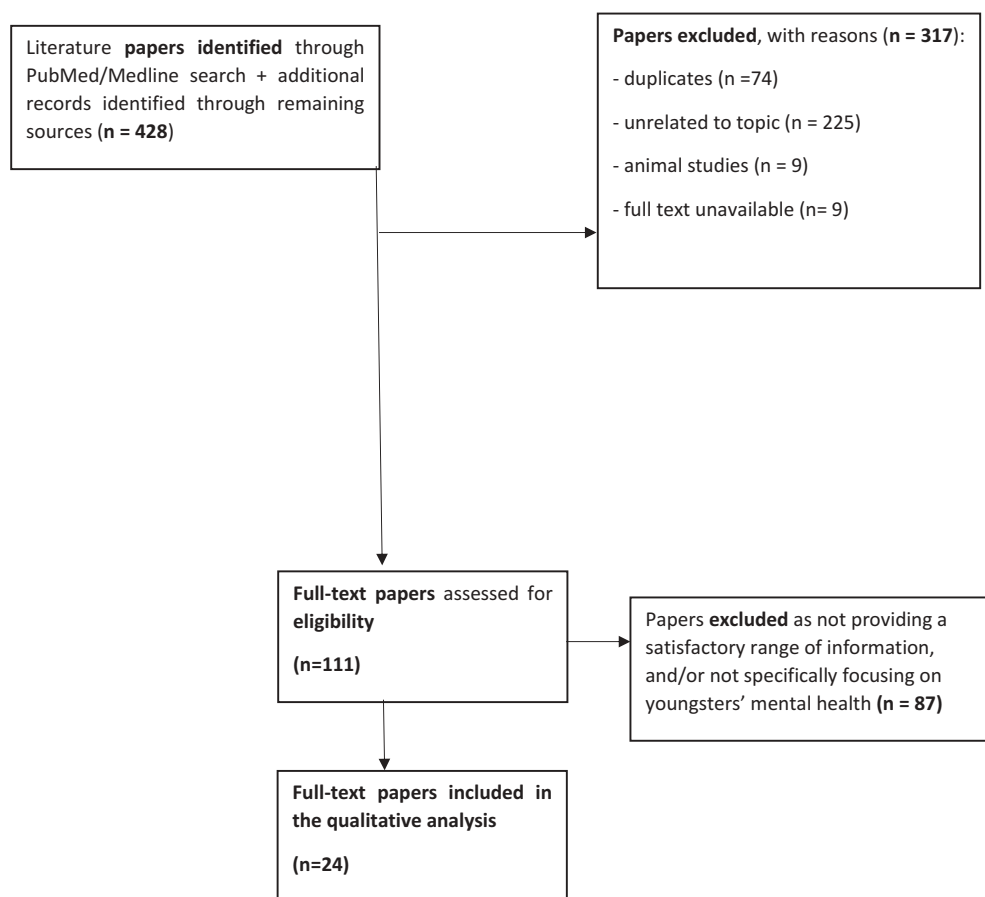 Literature papers identified through
PubMed/Medline search + additional
records identified through remaining
sources (n = 428)
Papers excluded, with reasons (n = 317):
- duplicates (n =74)
- unrelated to topic (n = 225)
- animal studies (n = 9)
- full text unavailable (n= 9)
Full-text papers assessed for
eligibility
(n=111)
Papers excluded as not providing a
satisfactory range of information,
and/or not specifically focusing on
youngsters’ mental health (n = 87)
Full-text papers included in
the qualitative analysis
(n=24)